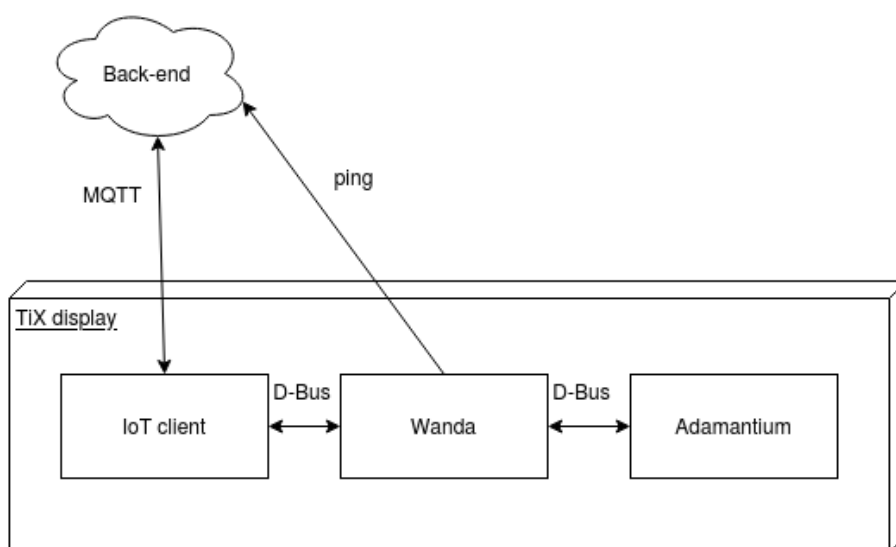 Back-end
ping
MQTT
TiX display
D-Bus
D-Bus
IoT client
Wanda
Adamantium